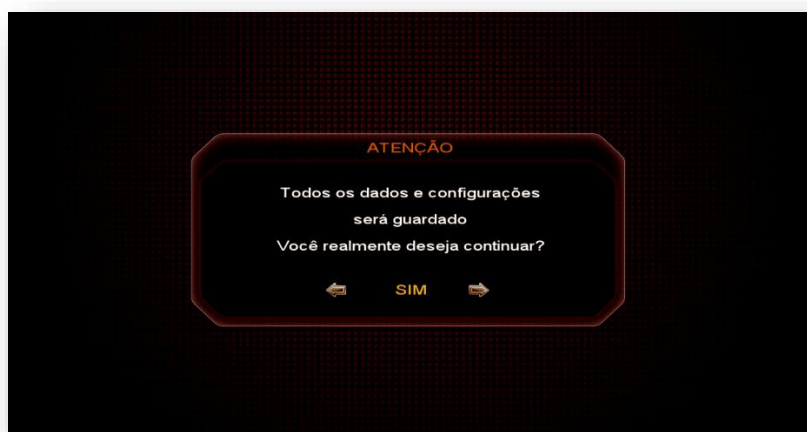 ATENÇÃO
Todos os dados e configurações
será guardado
Você realmente deseja continuar?
SIM